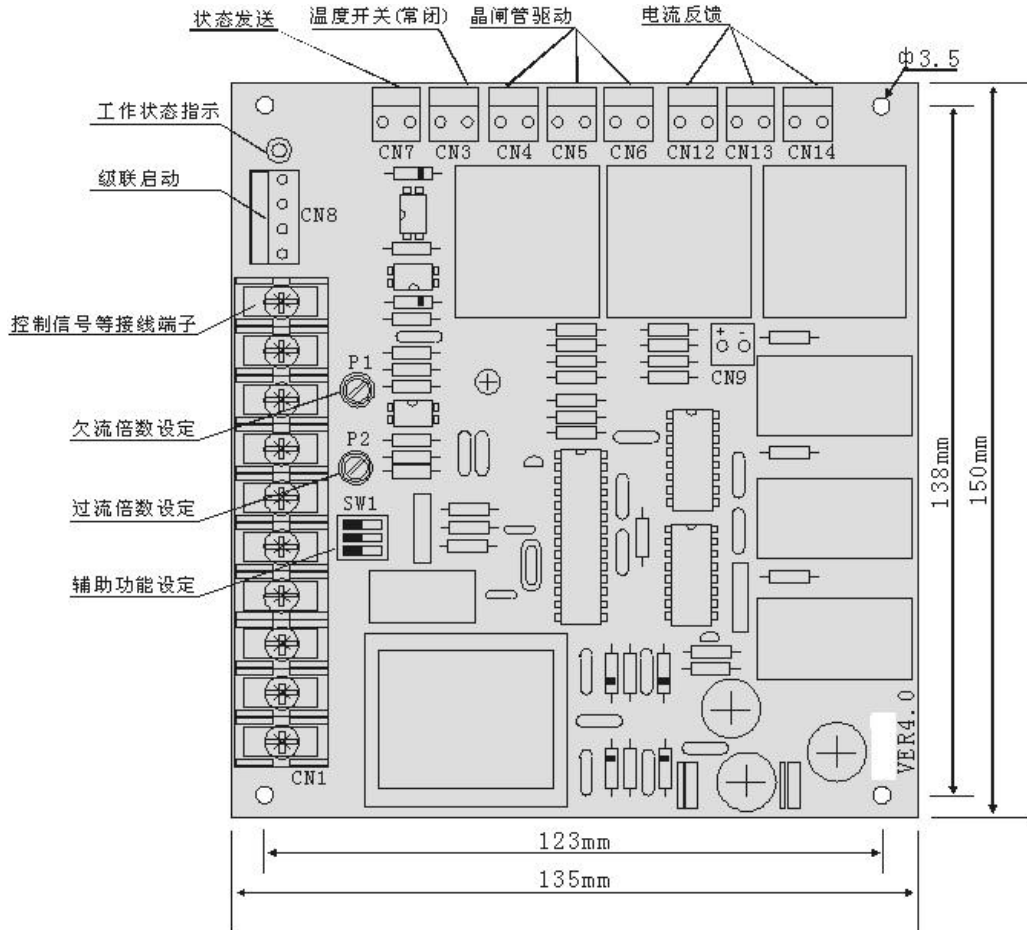 状态发送
温度开关(常闭)
晶闸管驱动
电流反馈
Φ3.5
工作状态指示
CN7
CN3
CN4
CN5
CN6
CN12
CN13
CN14
级联启动
CN8
控制信号等接线端子
+ -
CN9
P1
欠流倍数设定
P2
过流倍数设定
SW1
辅助功能设定
138mm
150mm
VER4.0
CN1
123mm
135mm